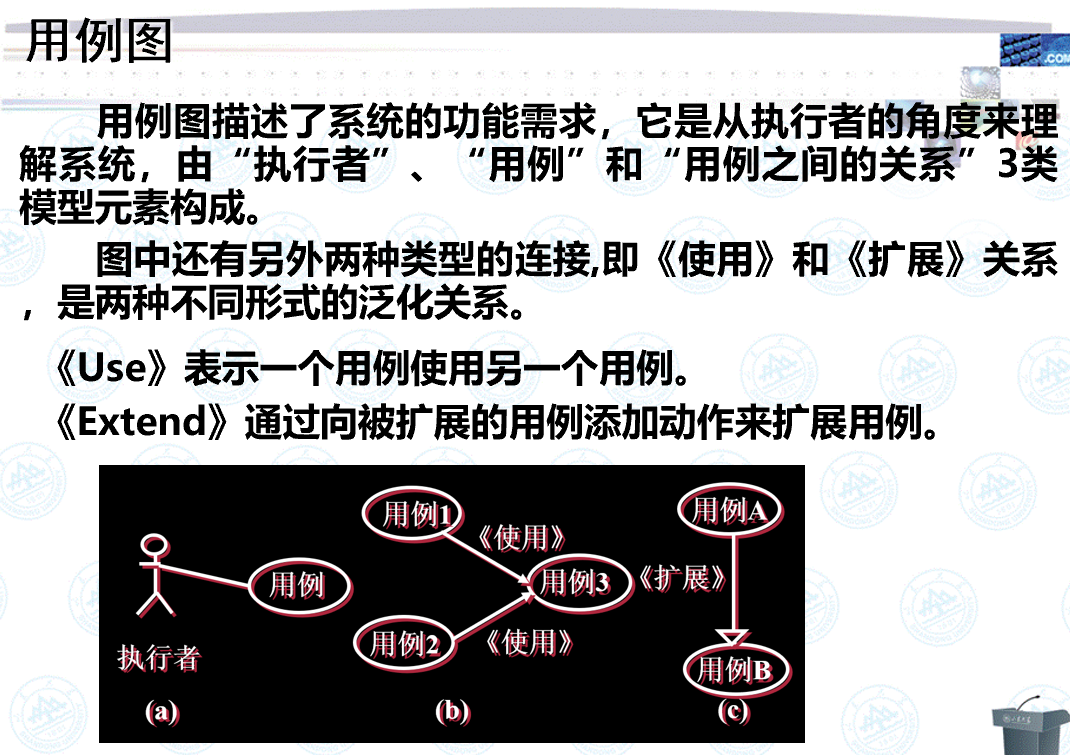 用例图
用例图描述了系统的功能需求，它是从执行者的角度来理
解系统，由“执行者”、“用例”和“用例之间的关系”3类
模型元素构成。
图中还有另外两种类型的连接,即《使用》和《扩展》关系
，是两种不同形式的泛化关系。
《Use》表示一个用例使用另一个用例。
《Extend》通过向被扩展的用例添加动作来扩展用例。
用例
执行者
(a)
用例1
《使用》
用例3
用例2
《使用》
(b)
用例A
《扩展》
用例B
(c)
.COM